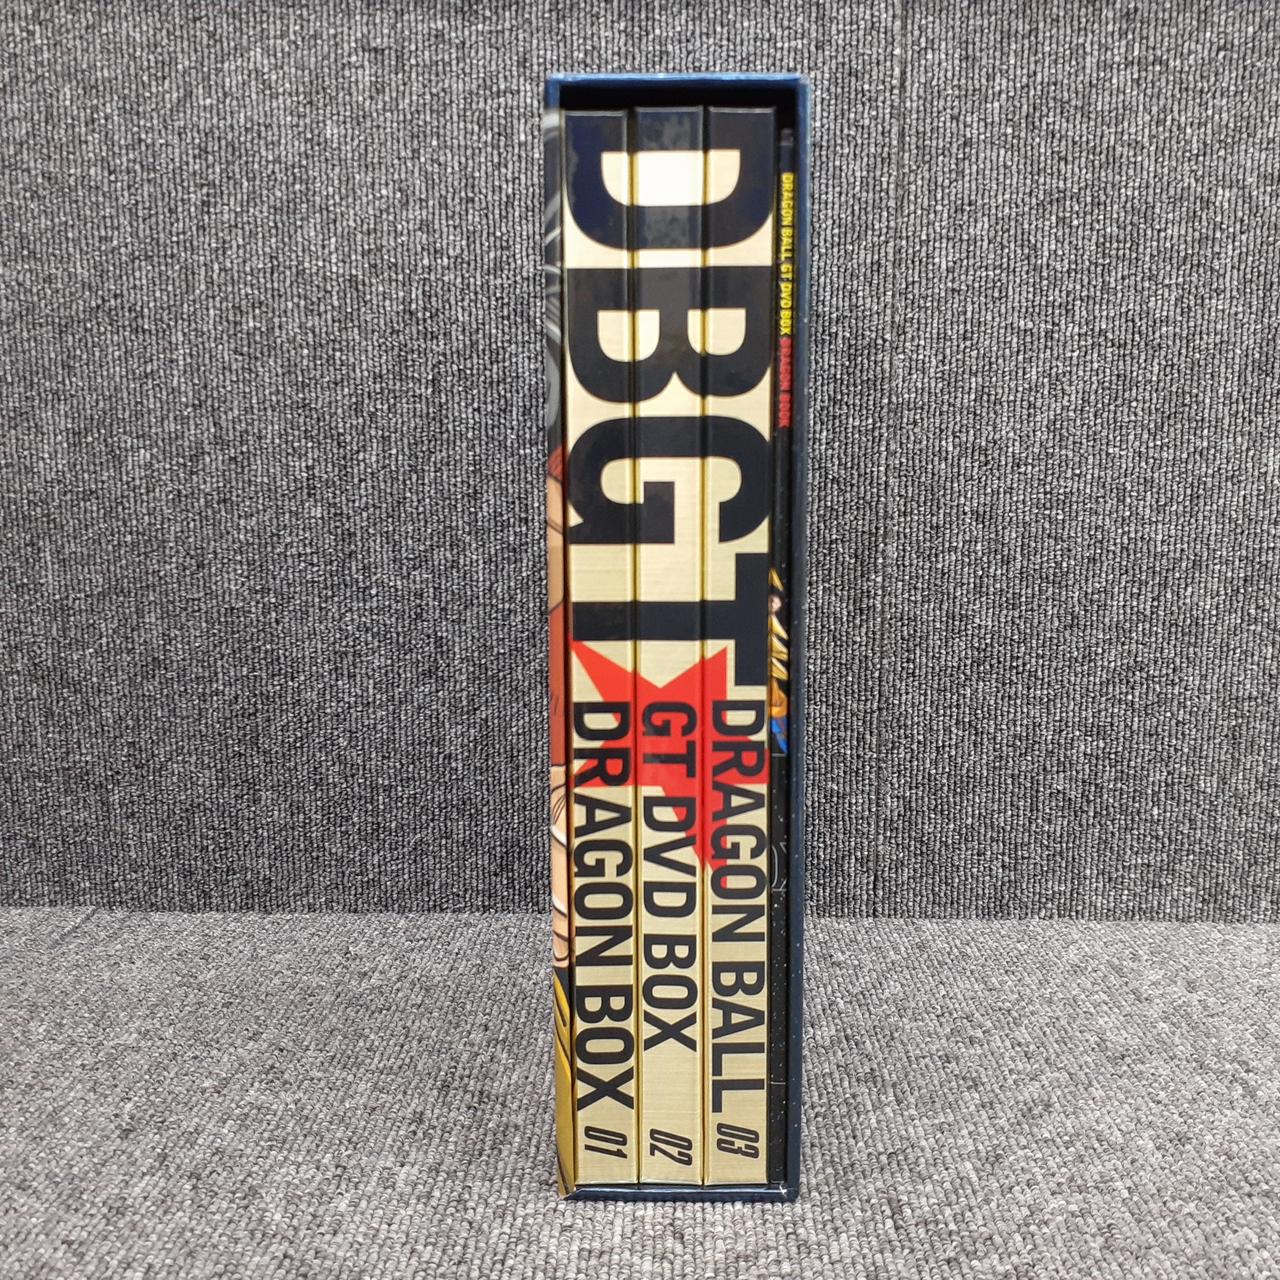 DBGT
DRAGON BALL 03
GT DVD BOX 02
DRAGON BOX 01
DRAGON BALL GT DVD BOX DRAGON BOOK